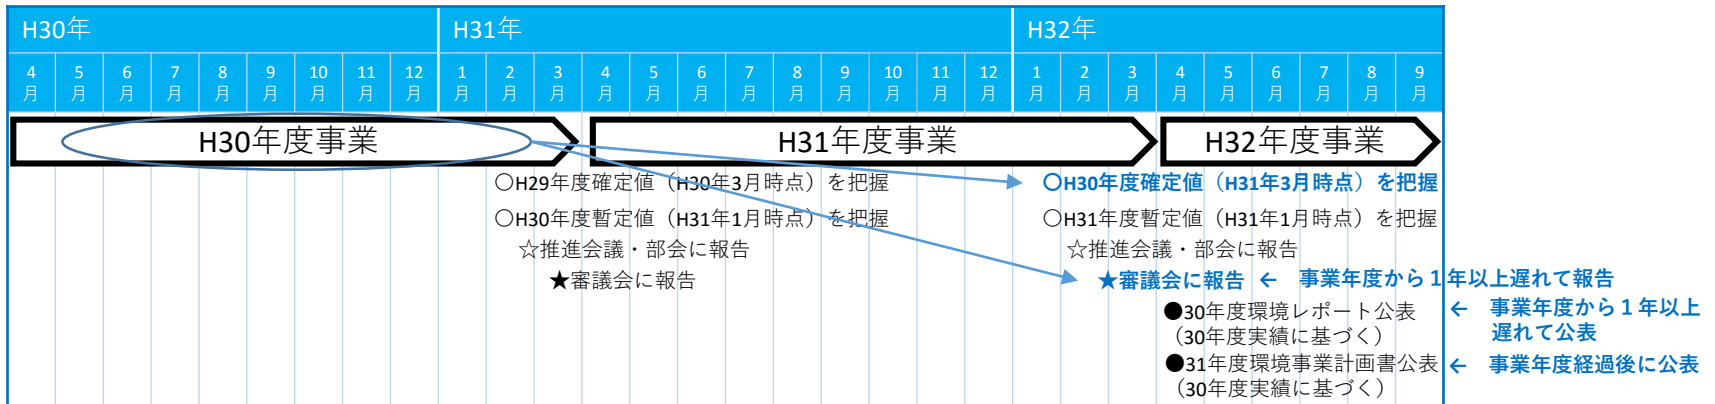 H30年 H31年 H32年
4月 5月 6月 7月 8月 9月 10月 11月 12月 1月 2月 3月 4月 5月 6月 7月 8月 9月 10月 11月 12月 1月 2月 3月 4月 5月 6月 7月 8月 9月
H30年度事業 H31年度事業 H32年度事業
○H29年度確定値（H30年3月時点）を把握
○H30年度暫定値（H31年1月時点）を把握
☆推進会議・部会に報告
★審議会に報告
○H30年度確定値（H31年3月時点）を把握
○H31年度暫定値（H31年1月時点）を把握
☆推進会議・部会に報告
★審議会に報告 ← 事業年度から１年以上遅れて報告
●30年度環境レポート公表
（30年度実績に基づく）
← 事業年度から１年以上
遅れて公表
●31年度環境事業計画書公表 ← 事業年度経過後に公表
（30年度実績に基づく）